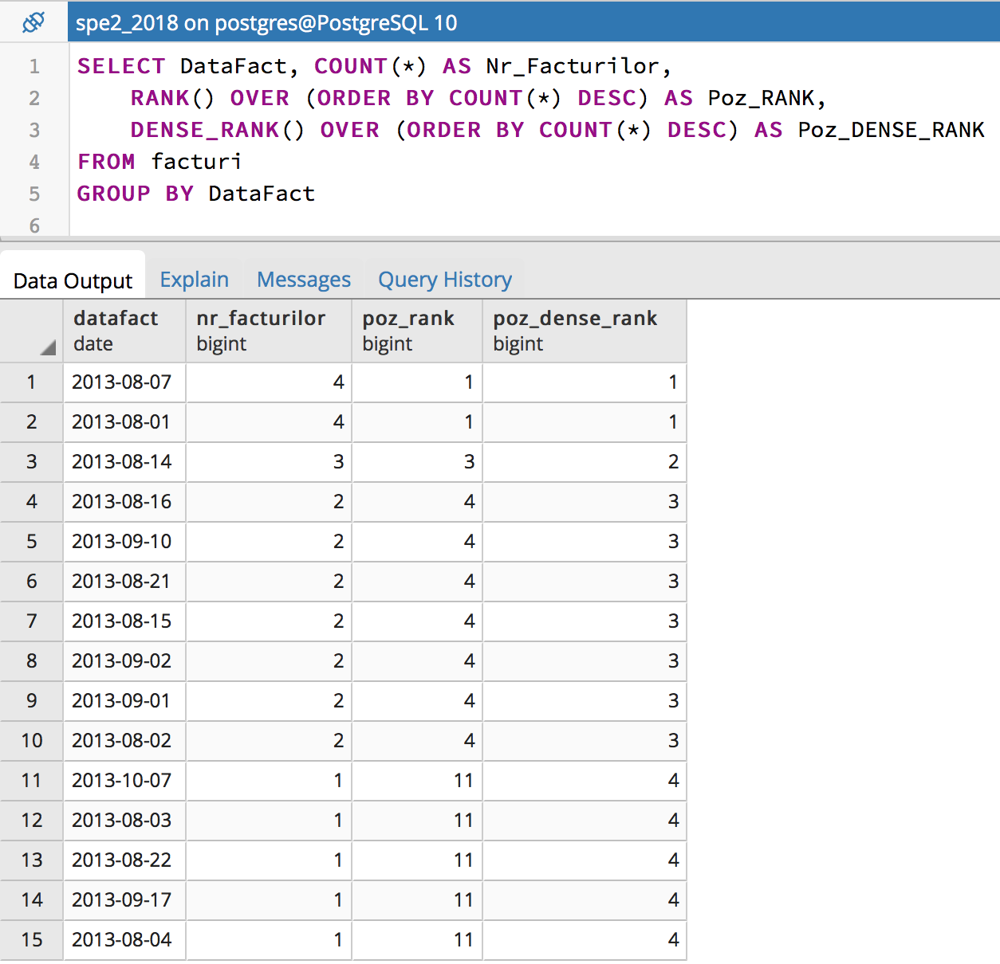 spe2_2018 on postgres@PostgreSQL 10
1 SELECT DataFact, COUNT(*) AS Nr_Facturilor,
2 RANK() OVER (ORDER BY COUNT(*) DESC) AS Poz_RANK,
3 DENSE_RANK() OVER (ORDER BY COUNT(*) DESC) AS Poz_DENSE_RANK
4 FROM facturi
5 GROUP BY DataFact
6
Data Output Explain Messages Query History
datafact nr_facturilor poz_rank poz_dense_rank
date bigint bigint bigint
1 2013-08-07 4 1 1
2 2013-08-01 4 1 1
3 2013-08-14 3 3 2
4 2013-08-16 2 4 3
5 2013-09-10 2 4 3
6 2013-08-21 2 4 3
7 2013-08-15 2 4 3
8 2013-09-02 2 4 3
9 2013-09-01 2 4 3
10 2013-08-02 2 4 3
11 2013-10-07 1 11 4
12 2013-08-03 1 11 4
13 2013-08-22 1 11 4
14 2013-09-17 1 11 4
15 2013-08-04 1 11 4